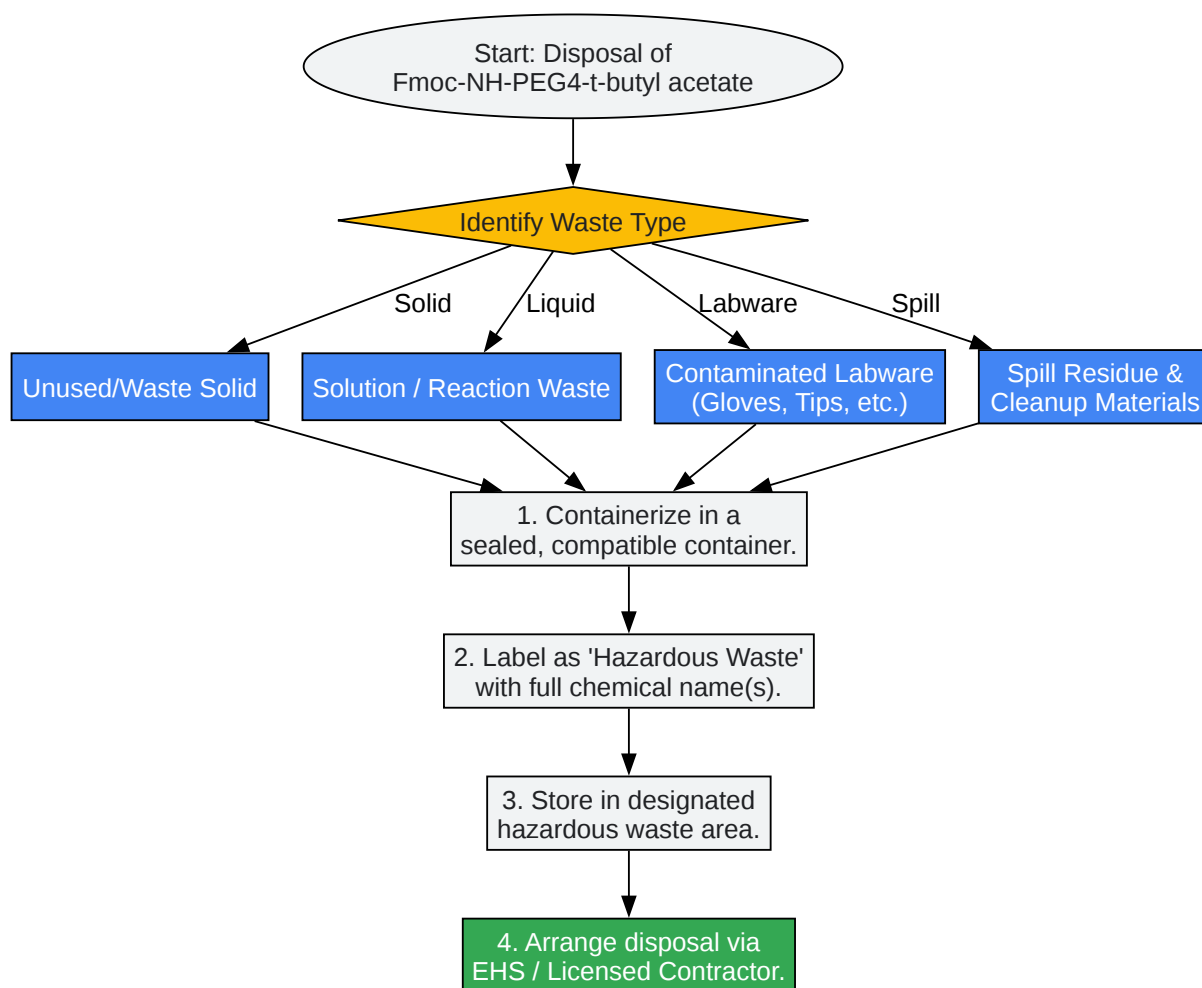 Start: Disposal of
Fmoc-NH-PEG4-t-butyl acetate
Identify Waste Type
Solid
Liquid
Labware
Spill
Unused/Waste Solid
Solution / Reaction Waste
Contaminated Labware
(Gloves, Tips, etc.)
Spill Residue &
Cleanup Materials
1. Containerize in a
sealed, compatible container.
2. Label as 'Hazardous Waste'
with full chemical name(s).
3. Store in designated
hazardous waste area.
4. Arrange disposal via
EHS / Licensed Contractor.